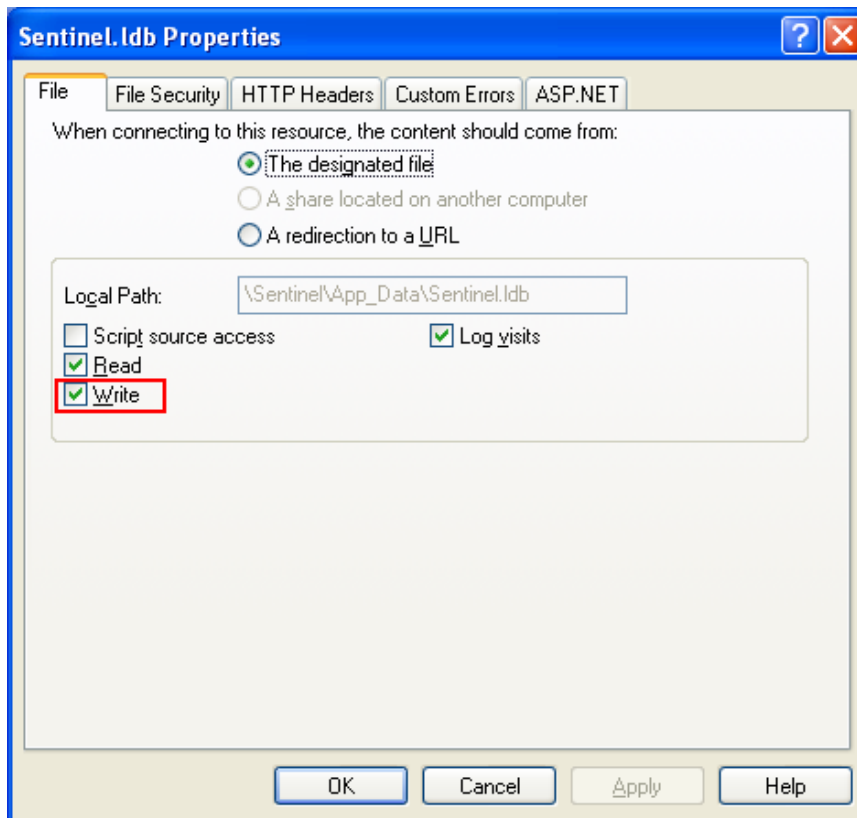 Sentinel.ldb Properties
File File Security HTTP Headers Custom Errors ASP.NET
When connecting to this resource, the content should come from:
The designated file
A share located on another computer
A redirection to a URL
Local Path: \Sentinel\App_Data\Sentinel.ldb
Script source access Log visits
Read
Write
OK Cancel Apply Help